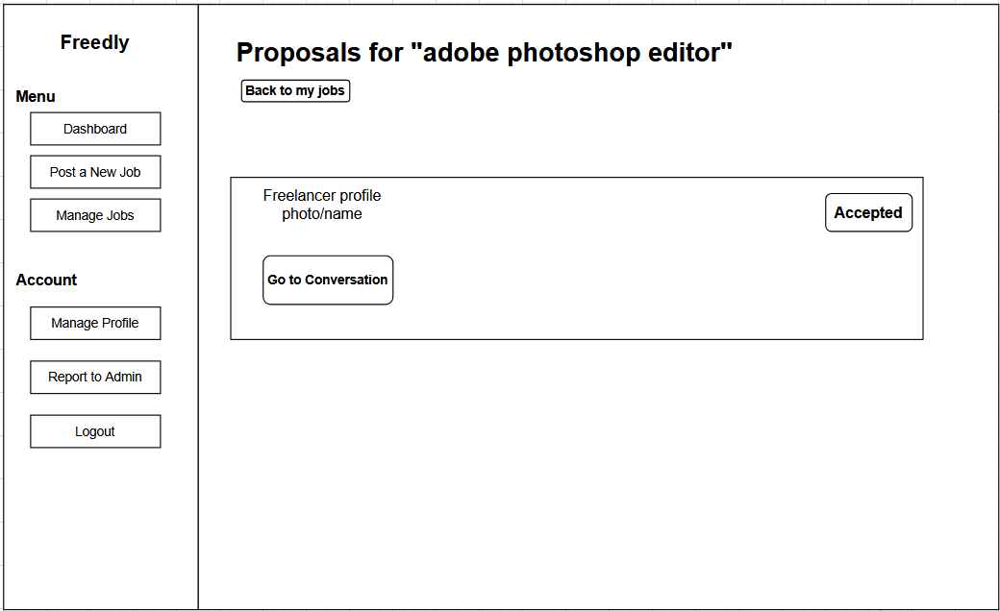 Freedly
Menu
Dashboard
Post a New Job
Manage Jobs
Account
Manage Profile
Report to Admin
Logout
Proposals for "adobe photoshop editor"
Back to my jobs
Freelancer profile
photo/name
Accepted
Go to Conversation